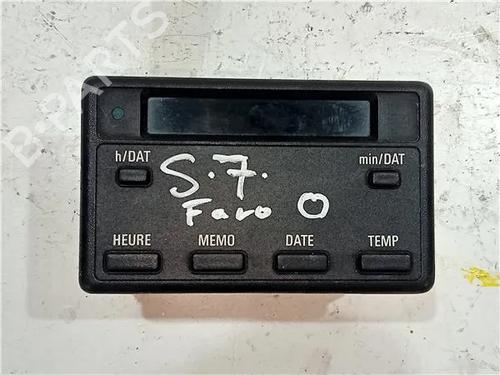 B-PARTS
h/DAT min/DAT
S.7.
Faro O
HEURE MEMO DATE TEMP